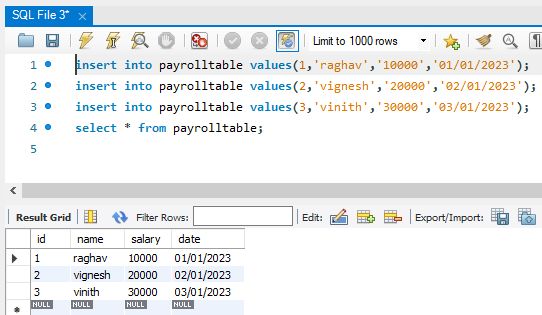 SQL File 3*
Limit to 1000 rows
1 insert into payrolltable values(1,'raghav','10000','01/01/2023');
2 insert into payrolltable values(2,'vignesh','20000','02/01/2023');
3 insert into payrolltable values(3,'vinith','30000','03/01/2023');
4 select * from payrolltable;
5
Result Grid Filter Rows: Edit: Export/Import:
id name salary date
1 raghav 10000 01/01/2023
2 vignesh 20000 02/01/2023
3 vinith 30000 03/01/2023
NULL NULL NULL NULL